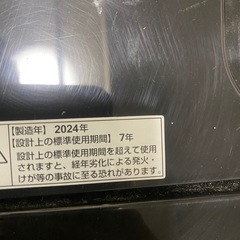 【製造年】2024年
【設計上の標準使用期間】7年
設計上の標準使用期間を超えて使用
されますと、経年劣化による発火・
けが等の事故に至る恐れがあります。